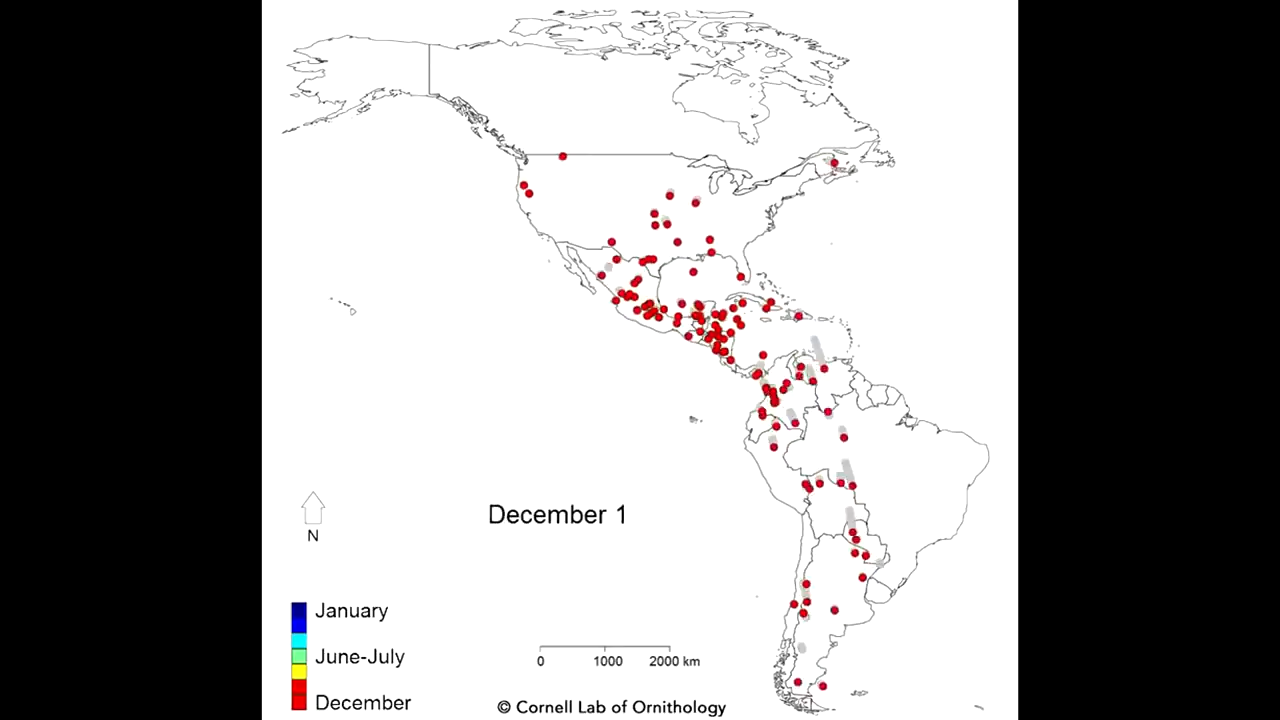 December 1
N
January
June-July
December
0 1000 2000 km
© Cornell Lab of Ornithology